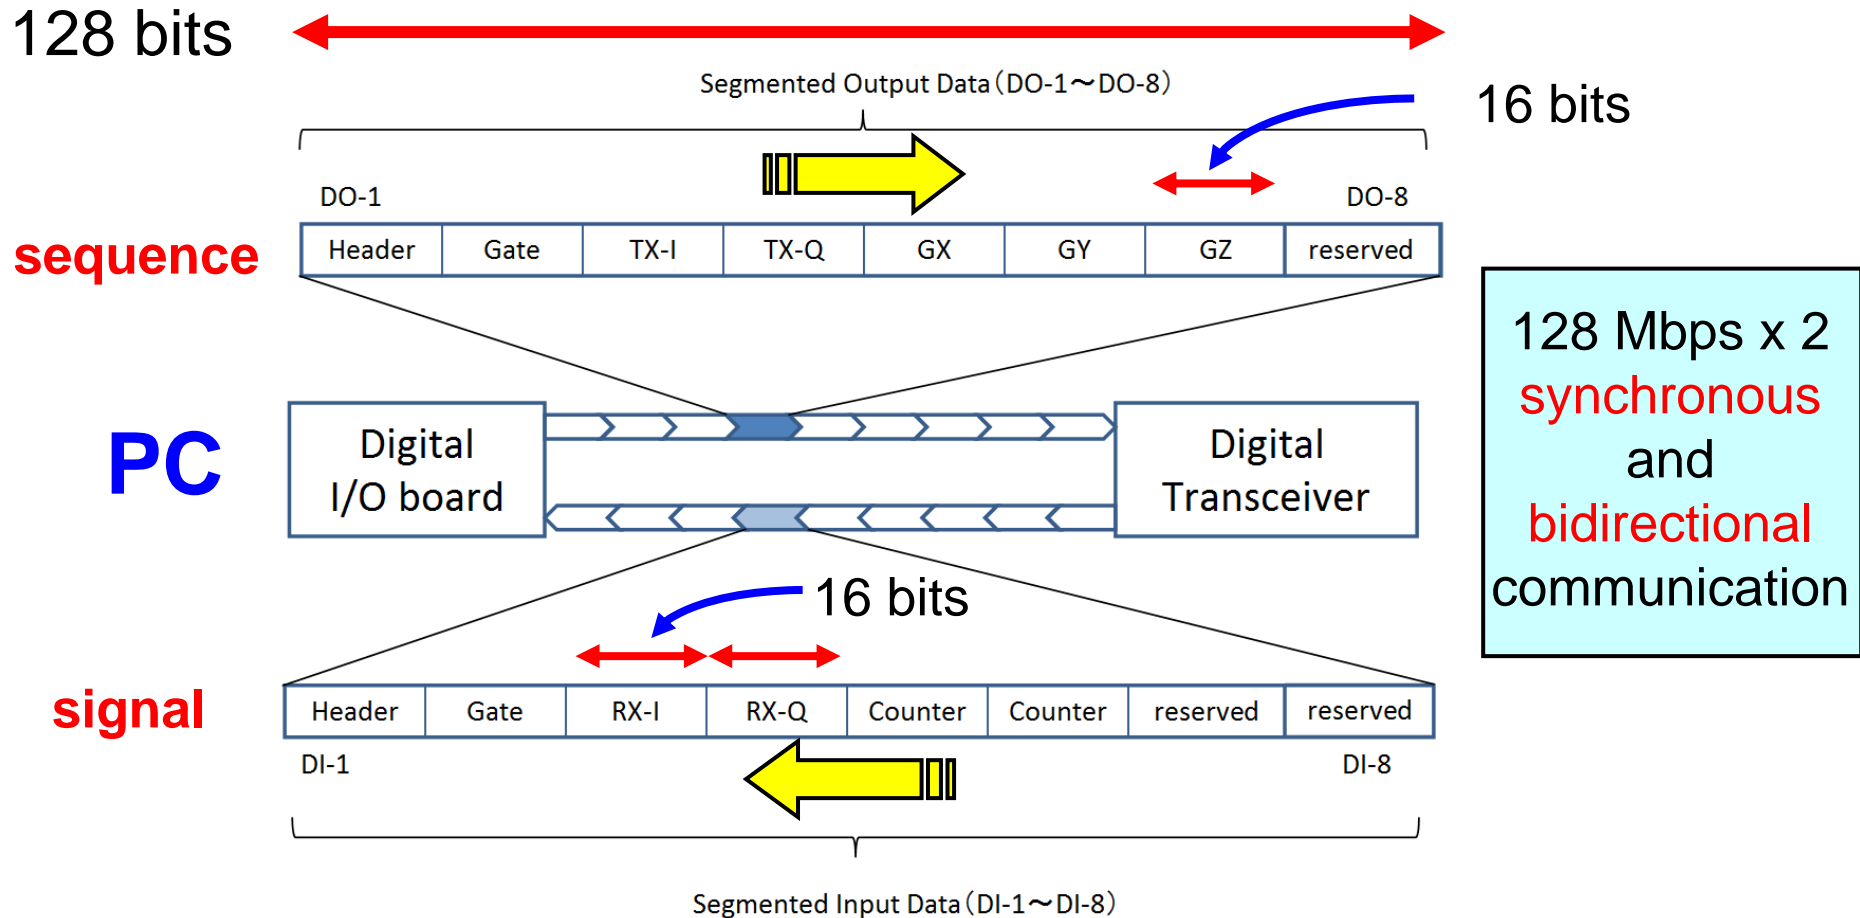 128 bits
Segmented Output Data（DO-1～DO-8）
16 bits
DO-1
DO-8
sequence
Header Gate TX-I TX-Q GX GY GZ reserved
128 Mbps x 2
synchronous
and
bidirectional
communication
PC
Digital
I/O board
Digital
Transceiver
16 bits
signal
Header Gate RX-I RX-Q Counter Counter reserved reserved
DI-1
DI-8
Segmented Input Data（DI-1～DI-8）